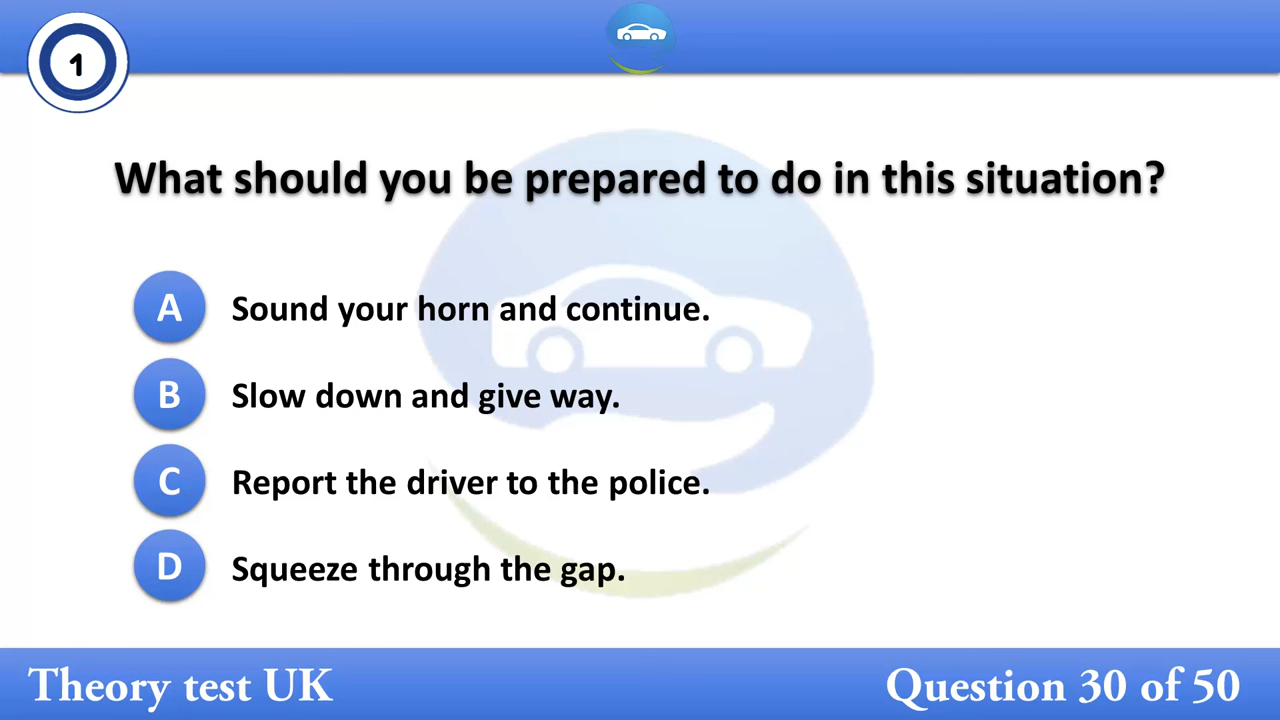 1
What should you be prepared to do in this situation?
A Sound your horn and continue.
B Slow down and give way.
C Report the driver to the police.
D Squeeze through the gap.
Theory test UK Question 30 of 50